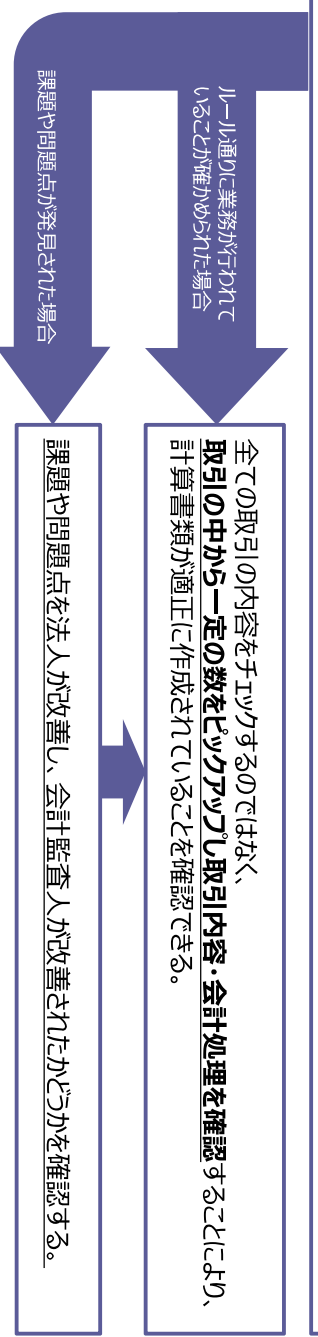 ルール通りに業務が行われて
いることが確かめられた場合
全ての取引の内容をチェックするのではなく、
取引の中から一定の数をピックアップし取引内容・会計処理を確認することにより、
計算書類が適正に作成されていることを確認できる。
課題や問題点が発見された場合
課題や問題点を法人が改善し、会計監査人が改善されたかどうかを確認する。